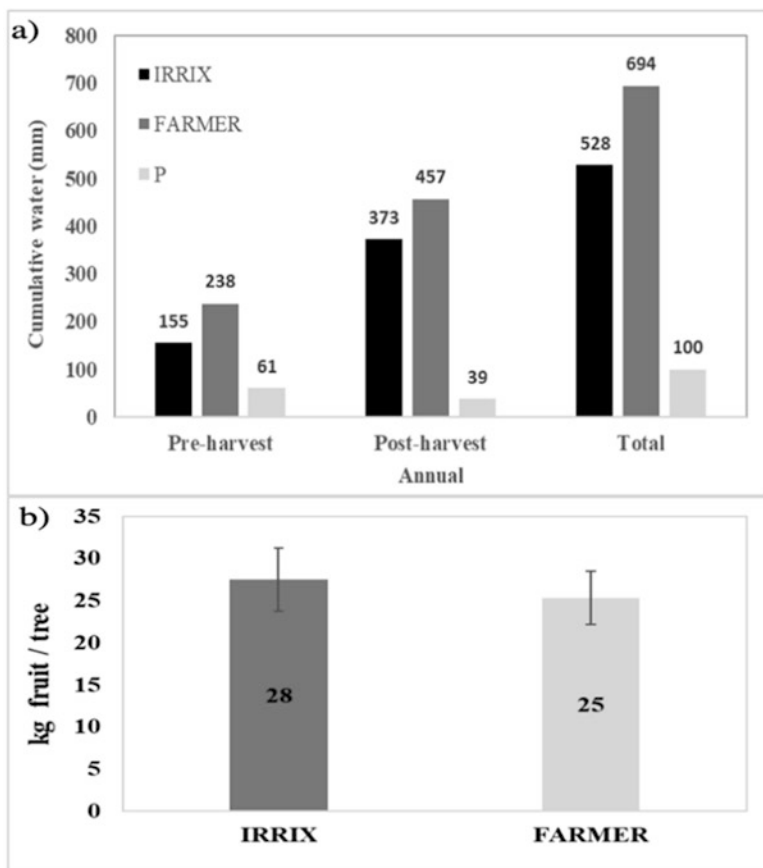 a)
Cumulative water (mm)
800
700
600
500
400
300
200
100
0
IRRIX
FARMER
P
155
238
61
373
457
39
528
694
100
Pre-harvest Post-harvest Total
Annual
b)
kg fruit / tree
35
30
25
20
15
10
5
0
28
25
IRRIX FARMER